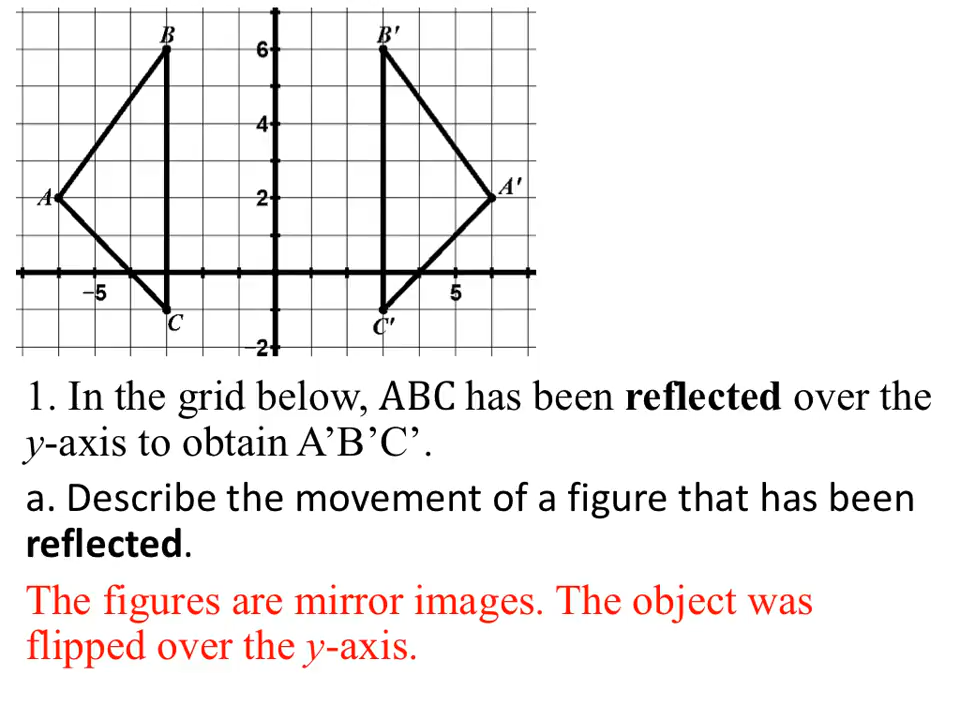 B B′
6
4
A 2 A′
−5 5
C C′
−2
1. In the grid below, ABC has been reflected over the
y-axis to obtain A’B’C’.
a. Describe the movement of a figure that has been
reflected.
The figures are mirror images. The object was
flipped over the y-axis.